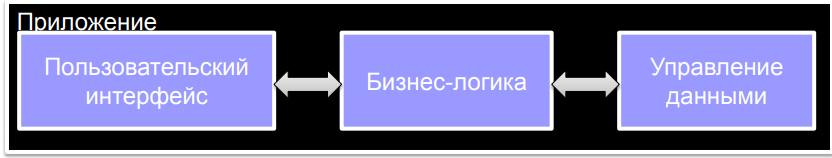 Приложение
Пользовательский
интерфейс
Бизнес-логика
Управление
данными